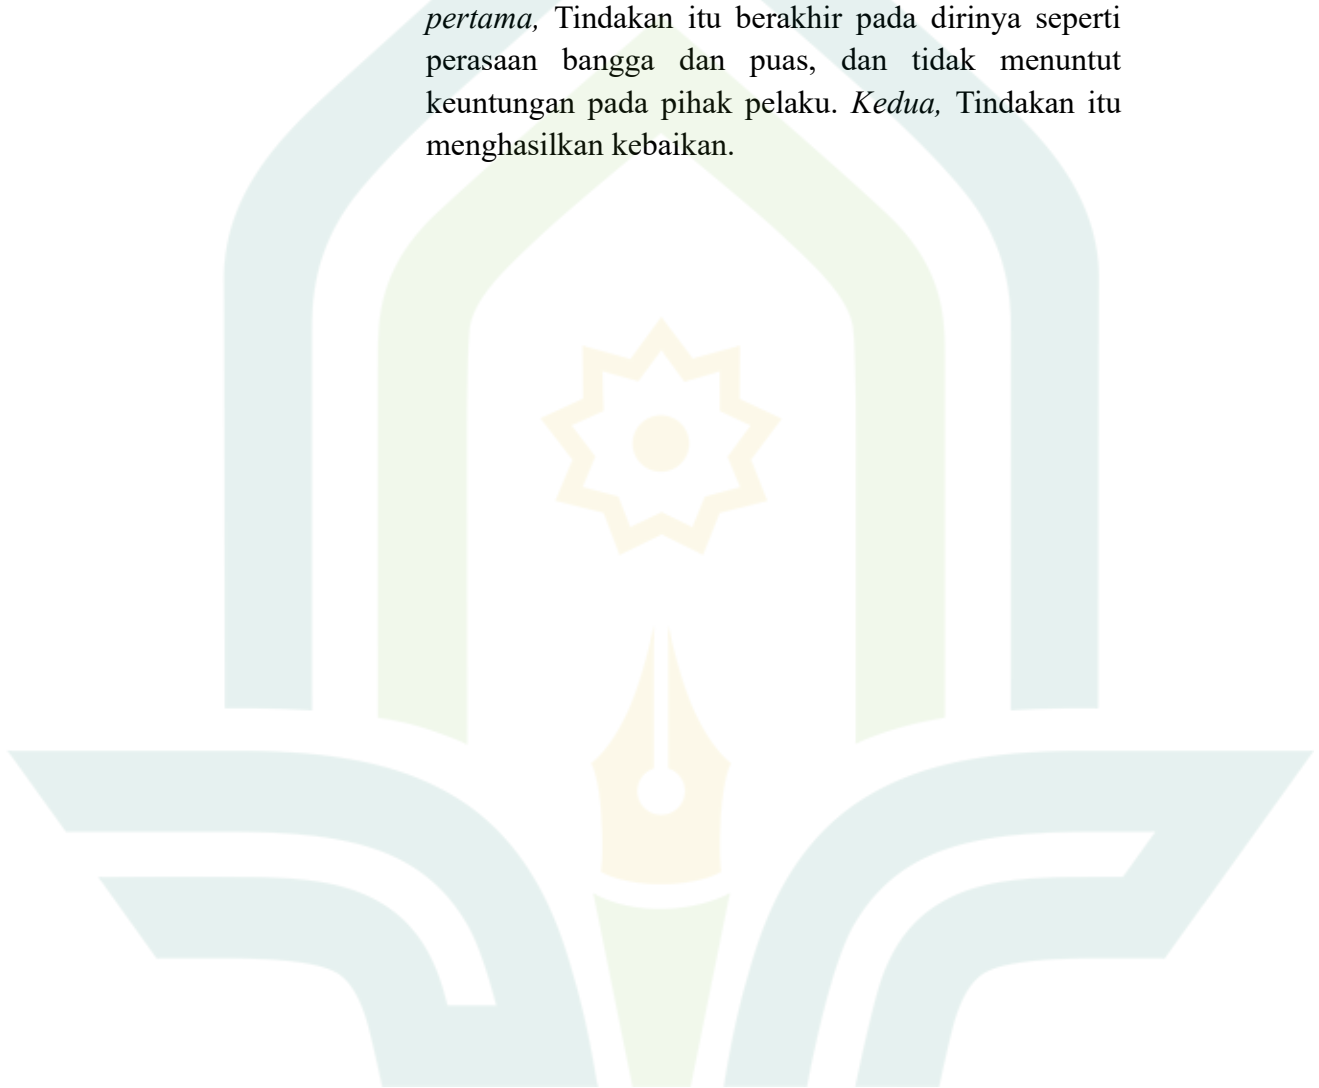 pertama, Tindakan itu berakhir pada dirinya seperti
perasaan bangga dan puas, dan tidak menuntut
keuntungan pada pihak pelaku. Kedua, Tindakan itu
menghasilkan kebaikan.